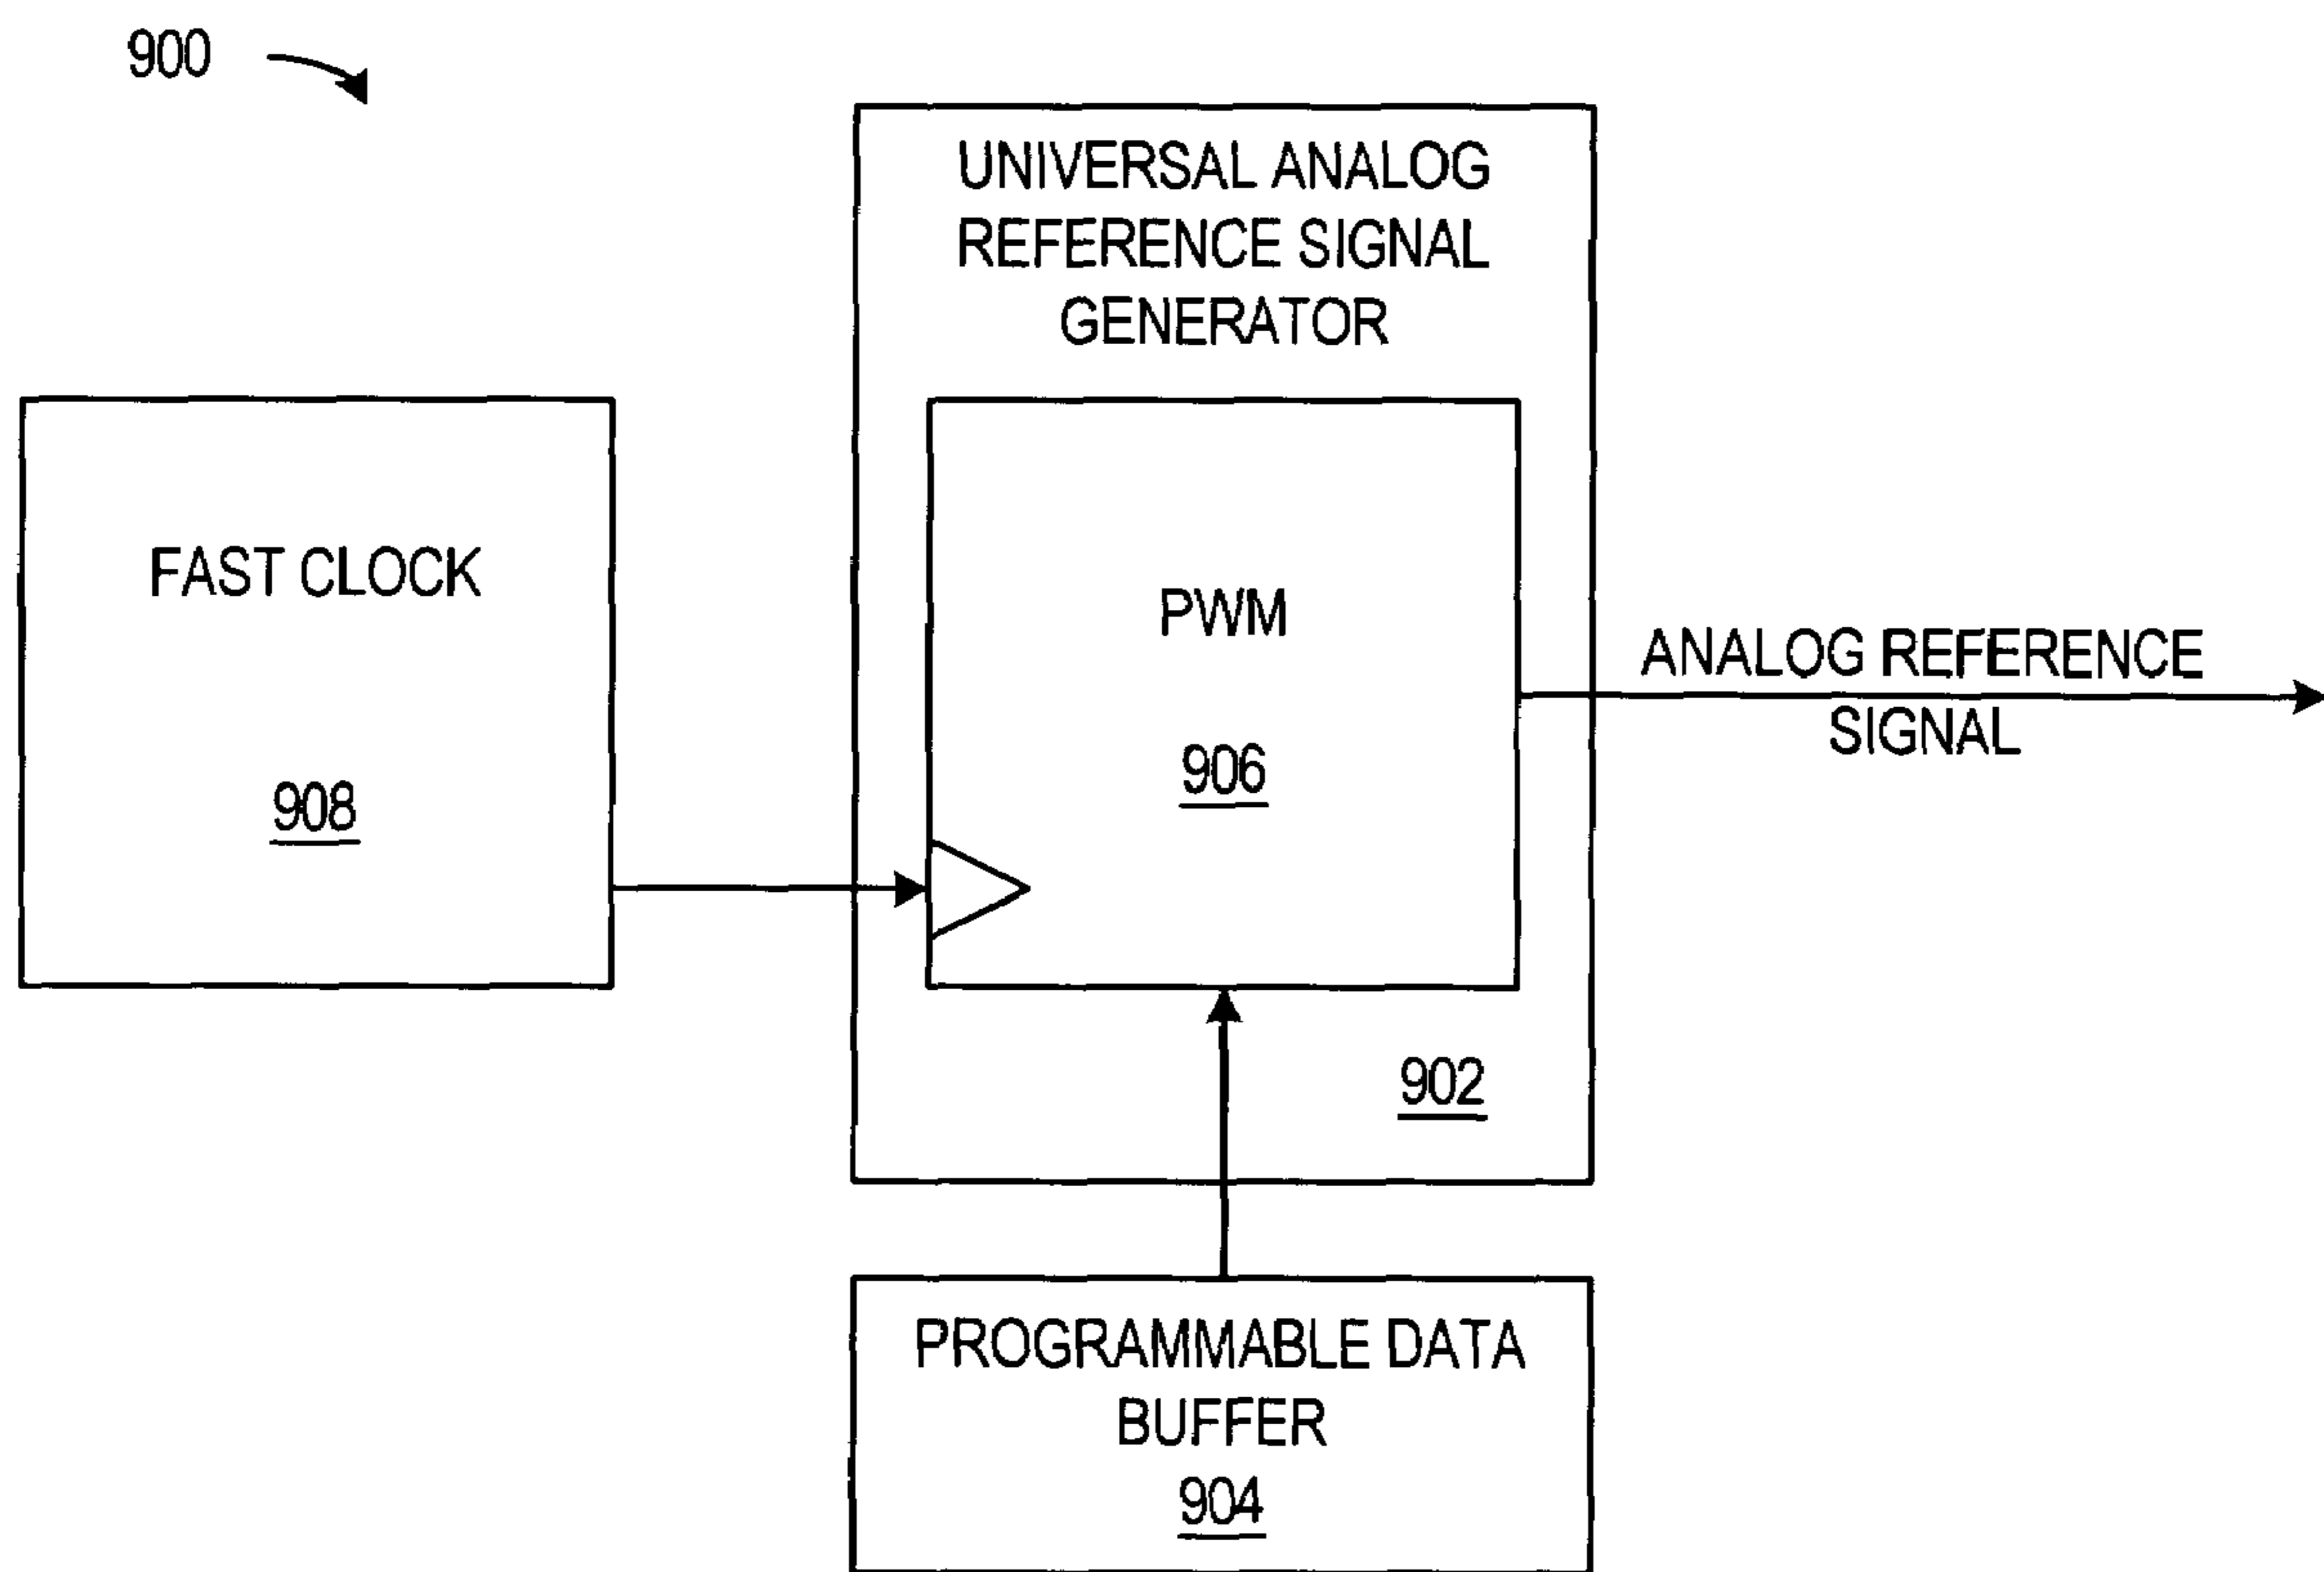 900
UNIVERSAL ANALOG
REFERENCE SIGNAL
GENERATOR
FAST CLOCK
908
PWM
906
ANALOG REFERENCE
SIGNAL
902
PROGRAMMABLE DATA
BUFFER
904